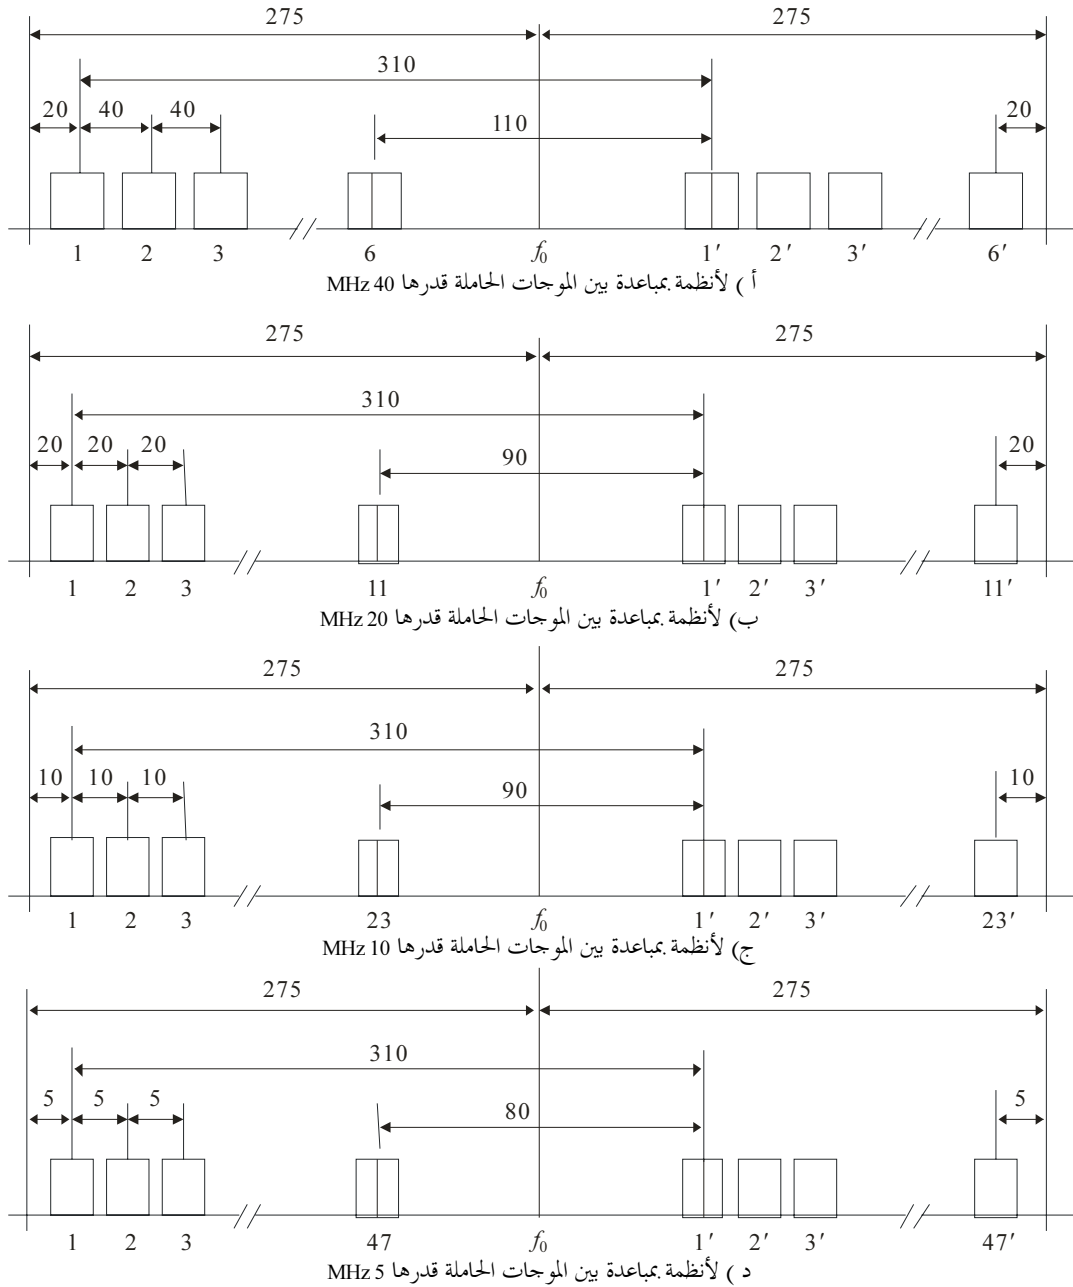 275 275
310
20 40 40 110 20
1 2 3 6 f0 1′ 2′ 3′ 6′
أ ) لأنظمة بمباعدة بين الموجات الحاملة قدرها 40 MHz
275 275
310
20 20 20 90 20
1 2 3 11 f0 1′ 2′ 3′ 11′
ب) لأنظمة بمباعدة بين الموجات الحاملة قدرها 20 MHz
275 275
310
10 10 10 90 10
1 2 3 23 f0 1′ 2′ 3′ 23′
ج) لأنظمة بمباعدة بين الموجات الحاملة قدرها 10 MHz
275 275
310
5 5 5 80 5
1 2 3 47 f0 1′ 2′ 3′ 47′
د ) لأنظمة بمباعدة بين الموجات الحاملة قدرها 5 MHz